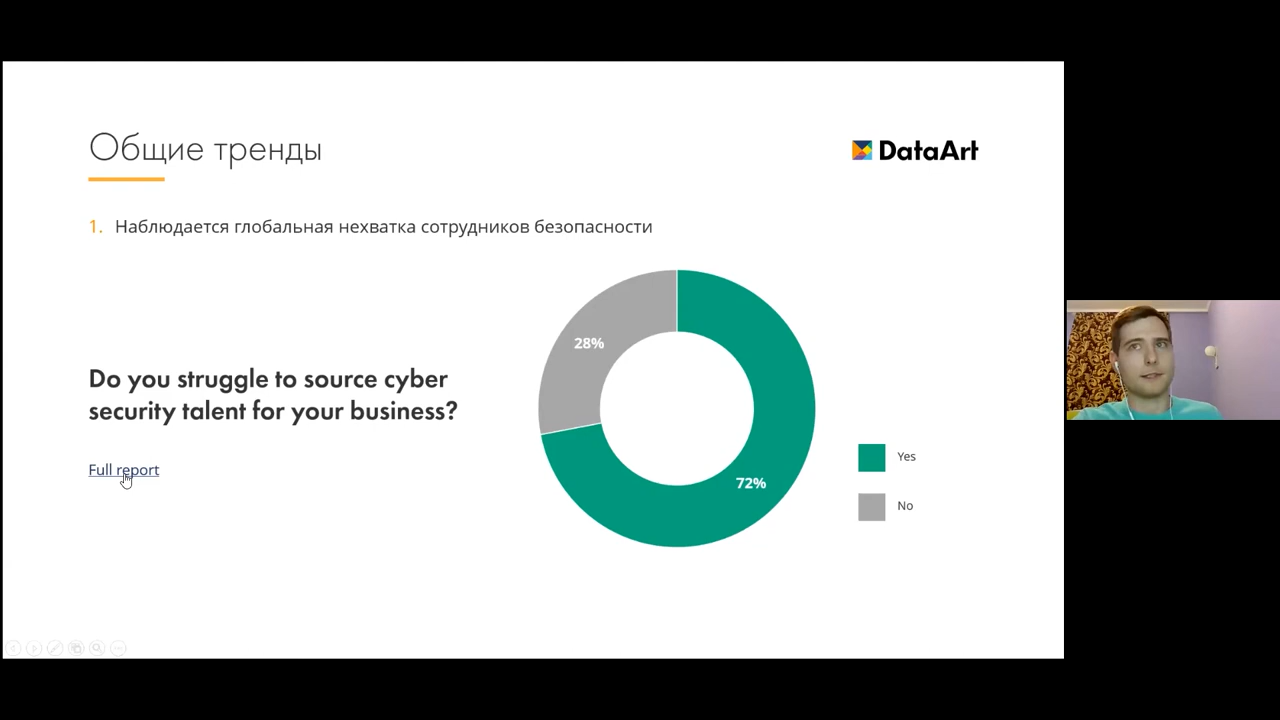 Общие тренды
DataArt
1. Наблюдается глобальная нехватка сотрудников безопасности
28%
Do you struggle to source cyber
security talent for your business?
Yes
Full report
72%
No